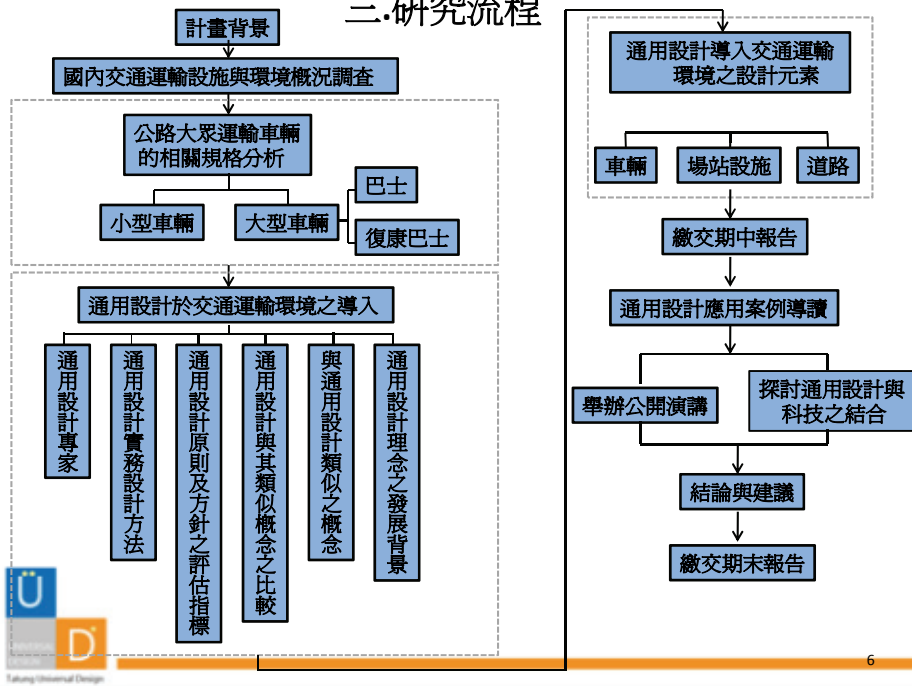 三.研究流程
計畫背景
國內交通運輸設施與環境概況調查
公路大眾運輸車輛
的相關規格分析
小型車輛
大型車輛
巴士
復康巴士
通用設計於交通運輸環境之導入
通用設計專家
通用設計實務設計方法
通用設計原則及方針之評估指標
通用設計與其類似概念之比較
與通用設計類似之概念
通用設計理念之發展背景
通用設計導入交通運輸
環境之設計元素
車輛
場站設施
道路
繳交期中報告
通用設計應用案例導讀
舉辦公開演講
探討通用設計與
科技之結合
結論與建議
繳交期末報告
Ü
D
UNIVERSAL
DESIGN
Tatung Universal Design
6